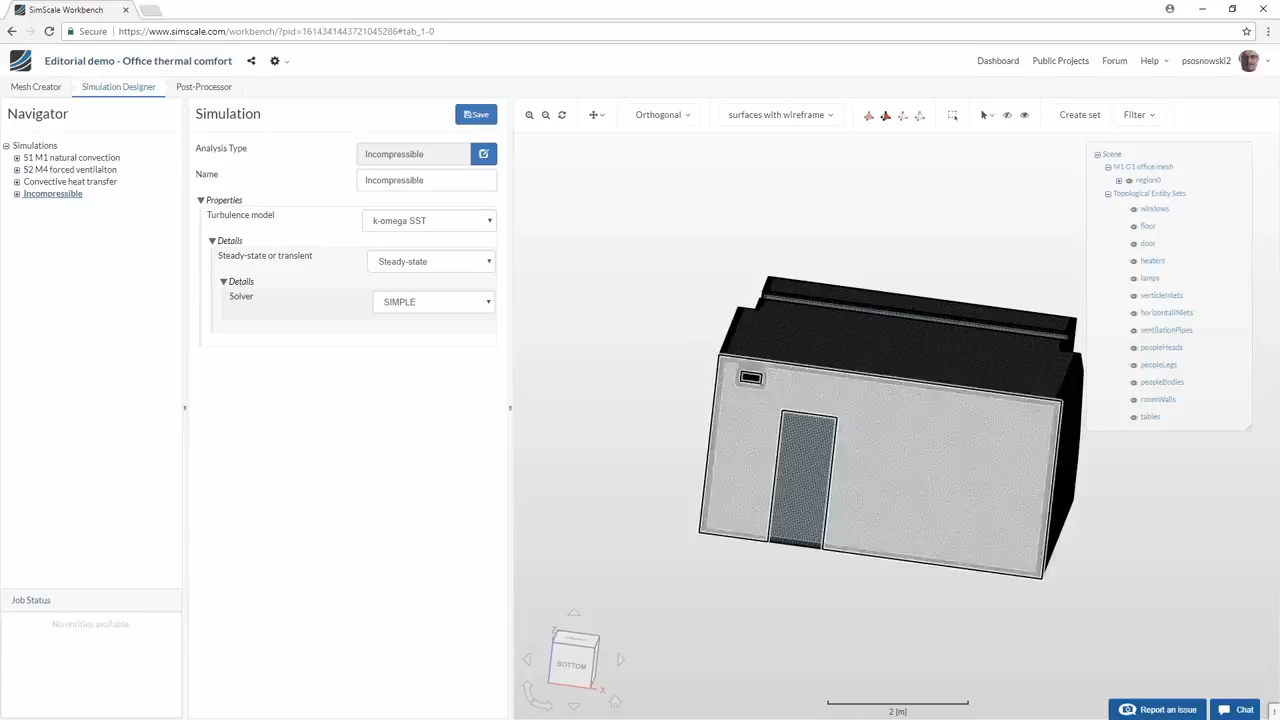 SimScale Workbench
Secure
https://www.simscale.com/workbench/?pid=1614341443721045286#tab_1-0
Editorial demo - Office thermal comfort
Dashboard
Public Projects
Forum
Help
psosnowski2
Mesh Creator
Simulation Designer
Post-Processor
Navigator
Simulations
S1 M1 natural convection
S2 M4 forced ventilaiton
Convective heat transfer
Incompressible
Job Status
No entities available
Simulation
Save
Analysis Type
Incompressible
Name
Incompressible
Properties
Turbulence model
k-omega SST
Details
Steady-state or transient
Steady-state
Details
Solver
SIMPLE
Orthogonal
surfaces with wireframe
Create set
Filter
Scene
M1 G1 office mesh
region0
Topological Entity Sets
windows
floor
door
heaters
lamps
verticleInlets
horizontalINlets
ventilationPipes
peopleHeads
peopleLegs
peopleBodies
roomWalls
tables
Z
BOTTOM
X
2 [m]
Report an issue
Chat